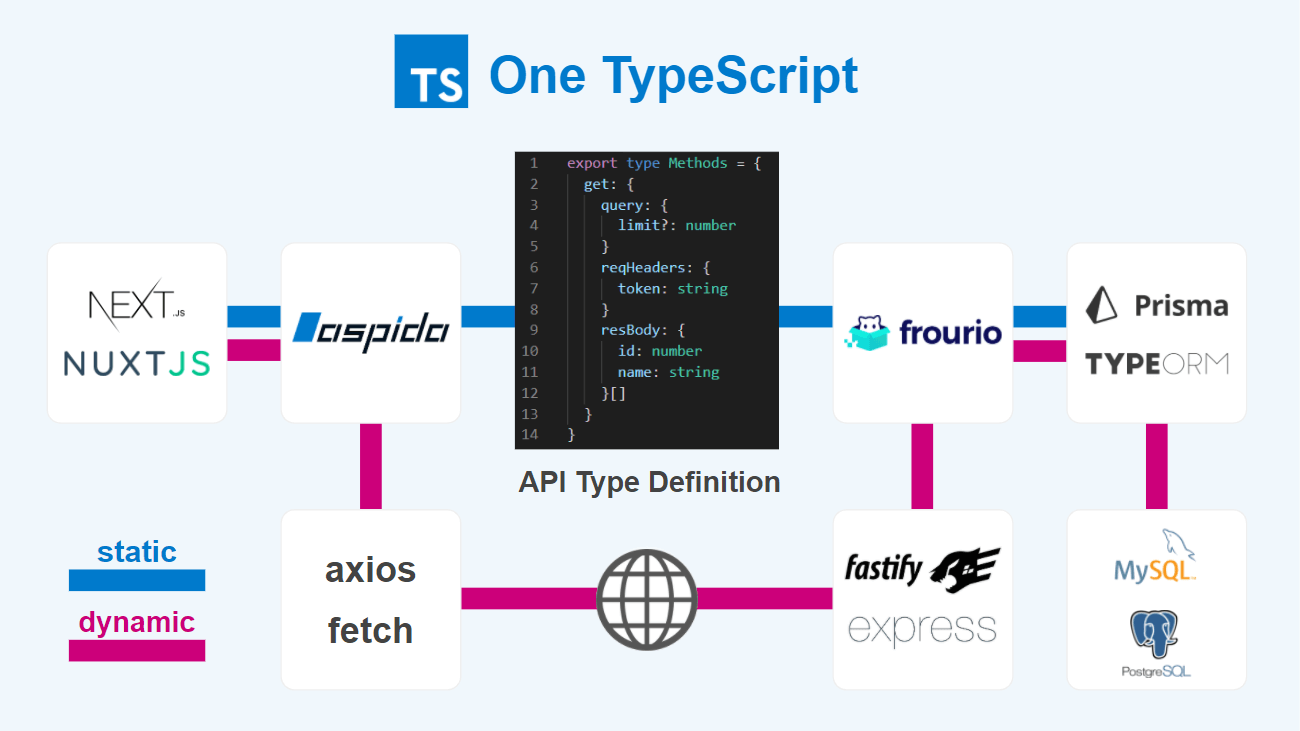 TS One TypeScript
1 export type Methods = {
2 get: {
3 query: {
4 limit?: number
5 }
6 reqHeaders: {
7 token: string
8 }
9 resBody: {
10 id: number
11 name: string
12 }[]
13 }
14 }
API Type Definition
NEXT.JS
NUXTJS
aspida
frourio
Prisma
TYPEORM
static
dynamic
axios
fetch
fastify
express
MySQL
PostgreSQL